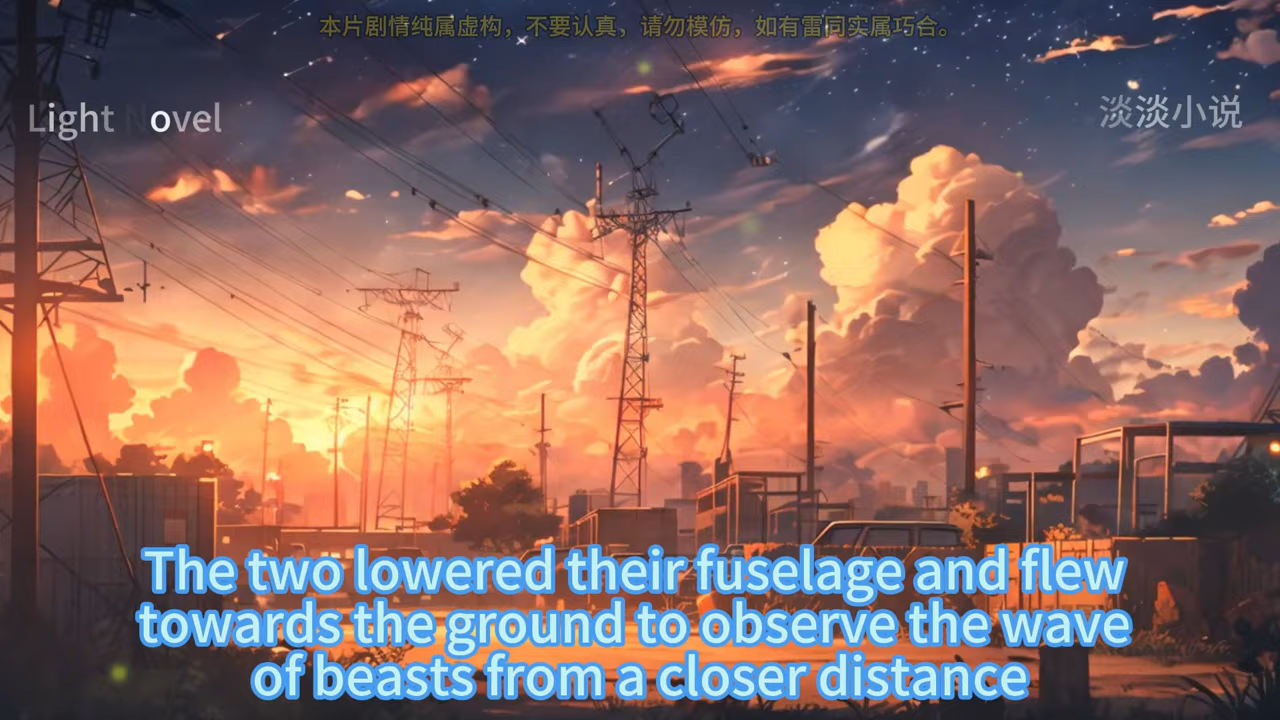 本片剧情纯属虚构，不要认真，请勿模仿，如有雷同实属巧合。
Light Novel
淡淡小说
The two lowered their fuselage and flew
towards the ground to observe the wave
of beasts from a closer distance